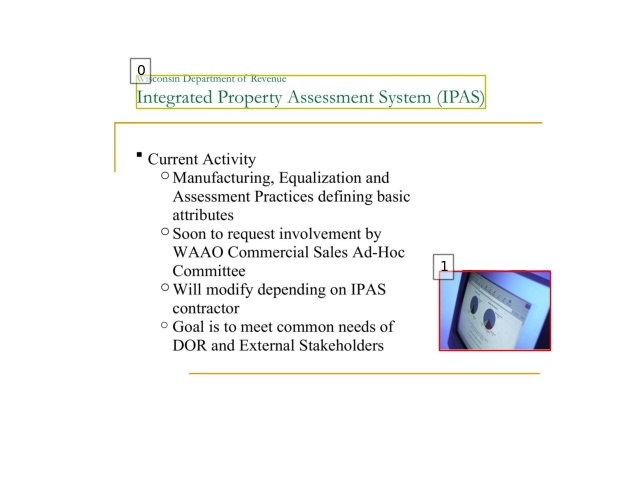 0
Wisconsin Department of Revenue
Integrated Property Assessment System (IPAS)
Current Activity
Manufacturing, Equalization and
Assessment Practices defining basic
attributes
Soon to request involvement by
WAAO Commercial Sales Ad-Hoc
Committee
Will modify depending on IPAS
contractor
Goal is to meet common needs of
DOR and External Stakeholders
1